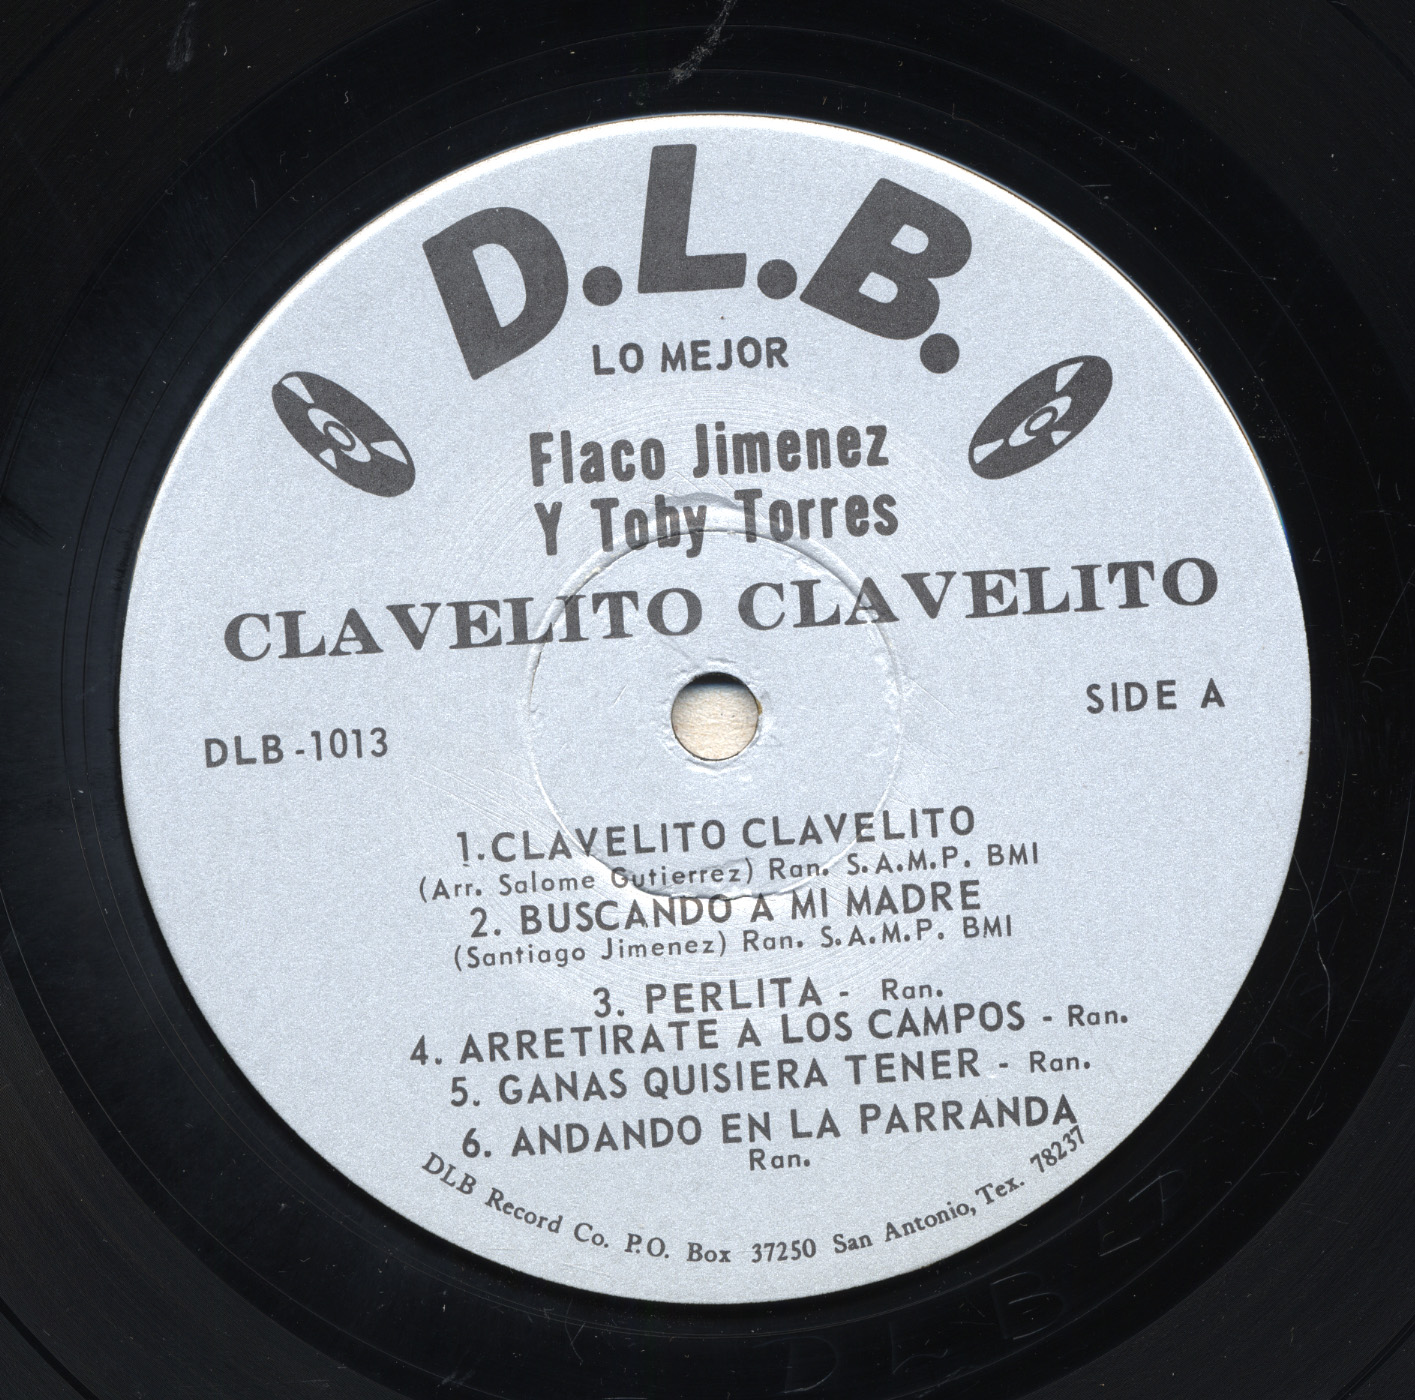 D.L.B.
LO MEJOR
Flaco Jimenez
Y Toby Torres
CLAVELITO CLAVELITO
SIDE A
DLB-1013
1. CLAVELITO CLAVELITO
(Arr. Salome Gutierrez) Ran. S.A.M.P. BMI
2. BUSCANDO A MI MADRE
(Santiago Jimenez) Ran. S.A.M.P. BMI
3. PERLITA - Ran.
4. ARRETIRATE A LOS CAMPOS - Ran.
5. GANAS QUISIERA TENER - Ran.
6. ANDANDO EN LA PARRANDA
Ran.
DLB Record Co. P.O. Box 37250 San Antonio, Tex. 78237